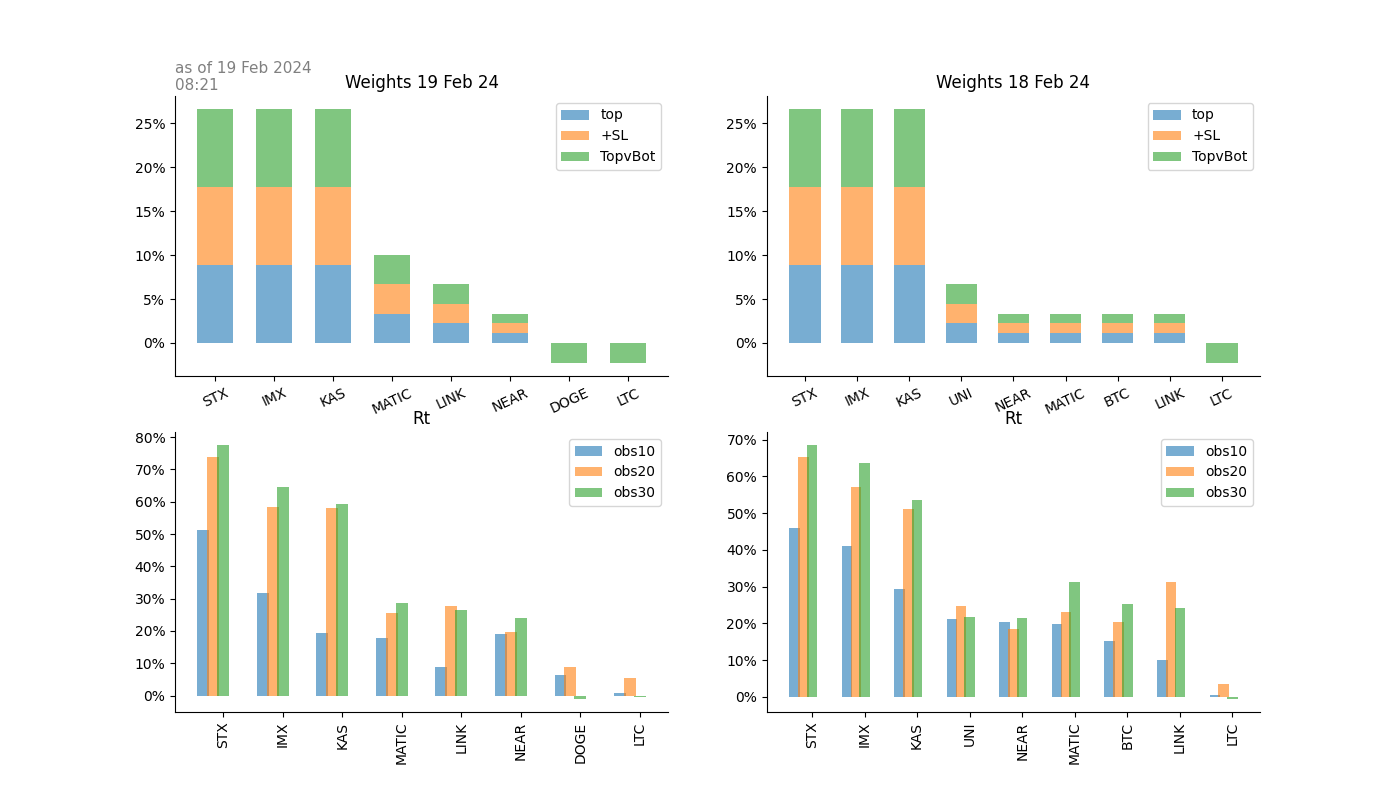 as of 19 Feb 2024
08:21
Weights 19 Feb 24
25%
20%
15%
10%
5%
0%
top
+SL
TopvBot
STX
IMX
KAS
MATIC
LINK
NEAR
DOGE
LTC
Weights 18 Feb 24
25%
20%
15%
10%
5%
0%
top
+SL
TopvBot
STX
IMX
KAS
UNI
NEAR
MATIC
BTC
LINK
LTC
Rt
80%
70%
60%
50%
40%
30%
20%
10%
0%
obs10
obs20
obs30
STX
IMX
KAS
MATIC
LINK
NEAR
DOGE
LTC
Rt
70%
60%
50%
40%
30%
20%
10%
0%
obs10
obs20
obs30
STX
IMX
KAS
UNI
NEAR
MATIC
BTC
LINK
LTC